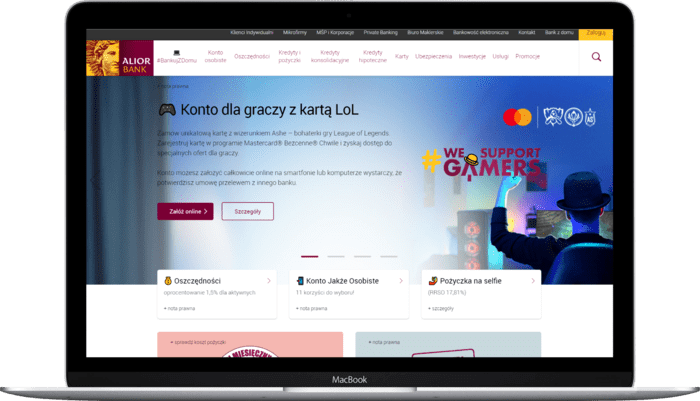 Klienci Indywidualni Mikrofirmy MŚP i Korporacje Private Banking Biuro Maklerskie Bankowość elektroniczna Kontakt Bank z domu Zaloguj
ALIOR
BANK
#BankujZDomu
Konto
osobiste
Oszczędności
Kredyty i
pożyczki
Kredyty
konsolidacyjne
Kredyty
hipoteczne
Karty Ubezpieczenia Inwestycje Usługi Promocje
+ nota prawna
Konto dla graczy z kartą LoL
Zamów unikatową kartę z wizerunkiem Ashe – bohaterki gry League of Legends.
Zarejestruj kartę w programie Mastercard® Bezcenne® Chwile i zyskaj dostęp do
specjalnych ofert dla graczy.
Konto możesz założyć całkowicie online na smartfonie lub komputerze wystarczy, że
potwierdzisz umowę przelewem z innego banku.
Załóż online
Szczegóły
#WE SUPPORT
GAMERS
Oszczędności
oprocentowanie 1,5% dla aktywnych
+ nota prawna
Konto Jakże Osobiste
11 korzyści do wyboru!
+ nota prawna
Pożyczka na selfie
(RRSO 17,81%)
+ szczegóły
+ sprawdź koszt pożyczki
MIESIĘCZNIE
+ nota prawna
MacBook